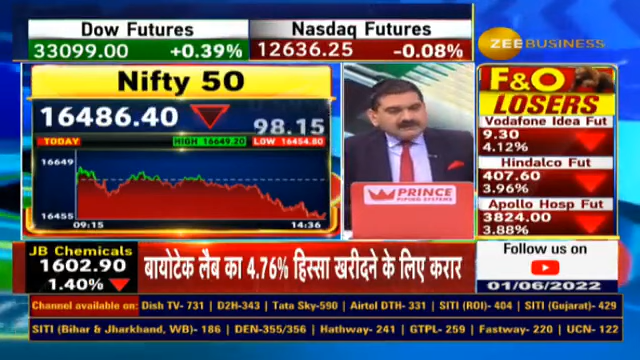 Dow Futures
33099.00 +0.39%
Nasdaq Futures
12636.25 -0.08%
ZEE BUSINESS
Nifty 50
16486.40 98.15
TODAY HIGH 16649.20 LOW 16454.80
16649
16455
09:15 14:36
PRINCE
PIPING SYSTEMS
F&O
LOSERS
Vodafone Idea Fut
9.30
4.12%
Hindalco Fut
407.60
3.96%
Apollo Hosp Fut
3824.00
3.88%
JB Chemicals
1602.90
1.40%
बायोटेक लैब का 4.76% हिस्सा खरीदने के लिए करार
Follow us on
01/06/2022
Channel available on: Dish TV- 731 | D2H-343 | Tata Sky-590 | Airtel DTH- 331 | SITI (ROI)- 404 | SITI (Gujarat)- 429
SITI (Bihar & Jharkhand, WB)- 186 | DEN-355/356 | Hathway- 241 | GTPL- 259 | Fastway- 220 | UCN- 122